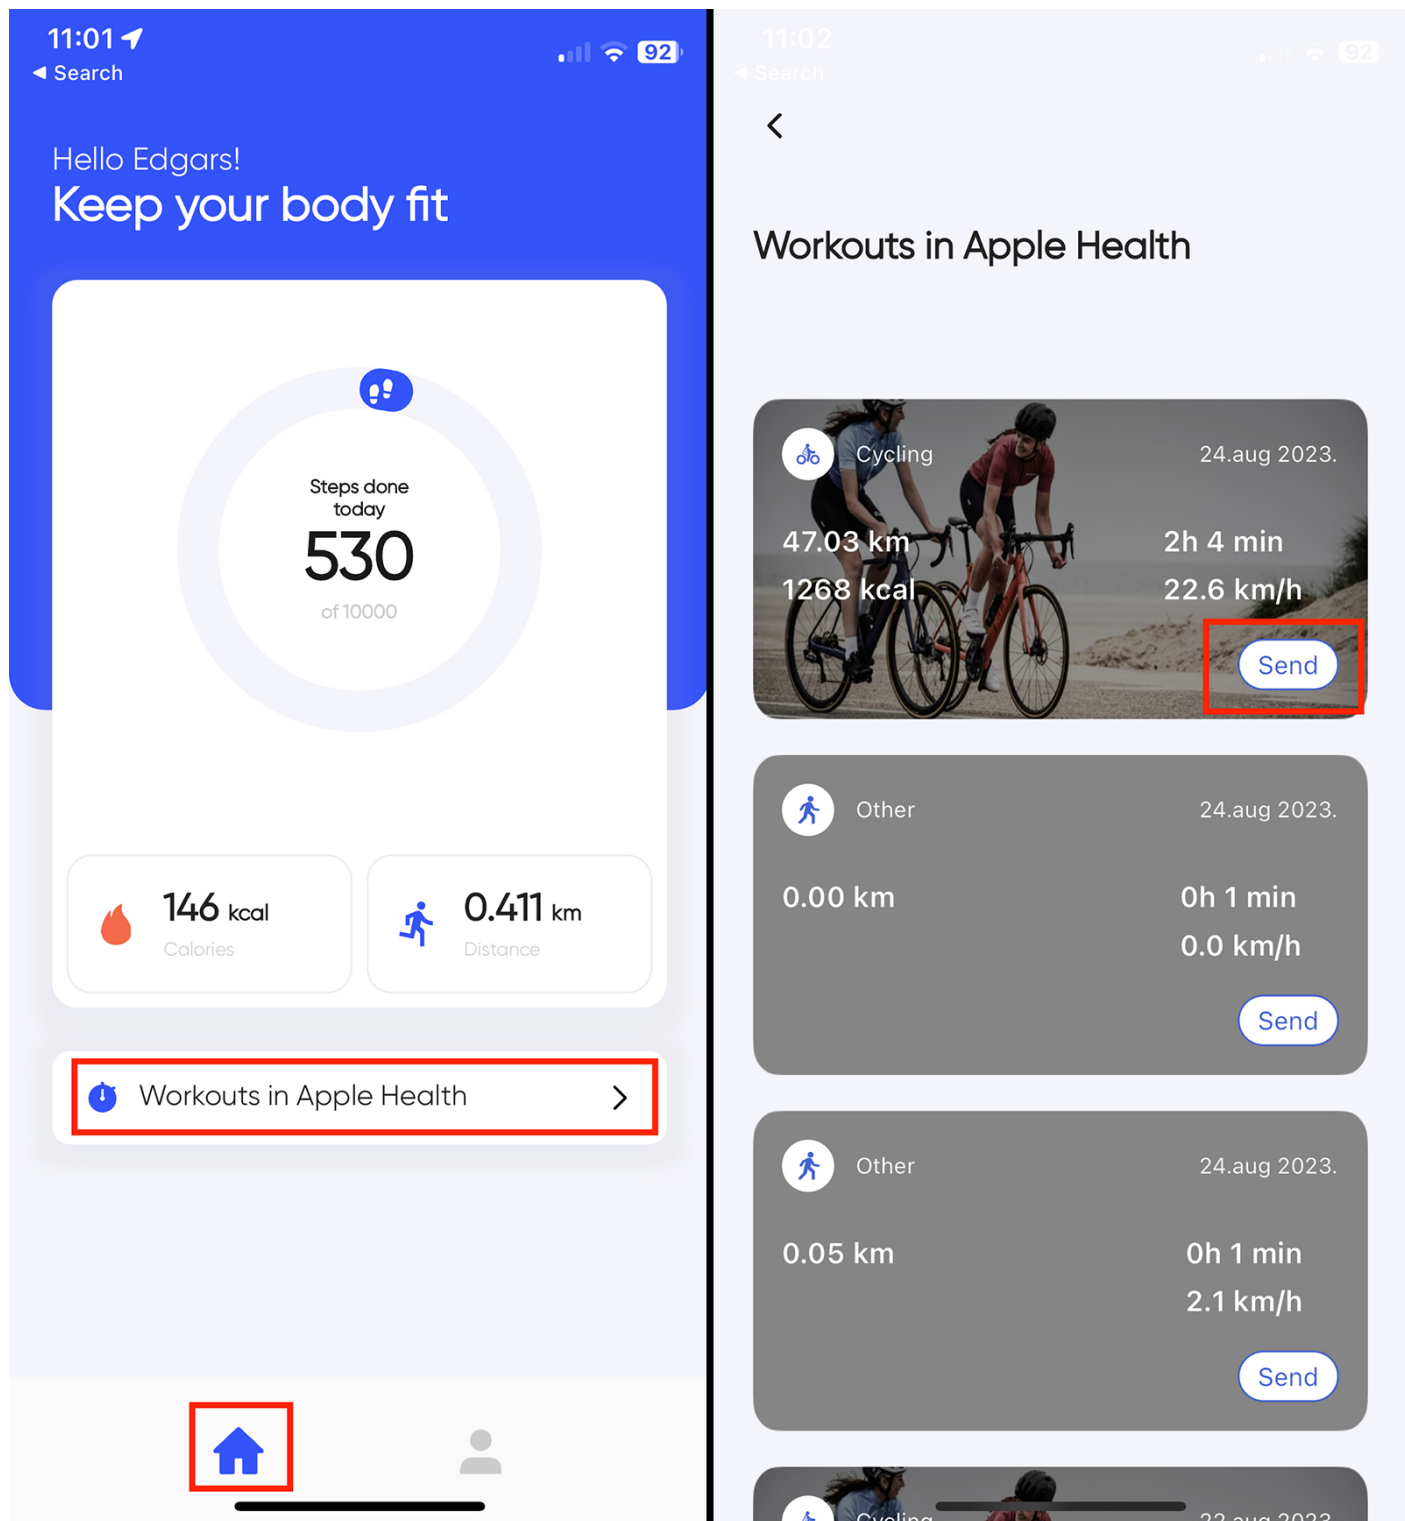 11:01
92
Search
Hello Edgars!
Keep your body fit
Steps done
today
530
of 10000
146 kcal
Calories
0.411 km
Distance
Workouts in Apple Health
11:02
92
Search
Workouts in Apple Health
Cycling
24.aug 2023.
47.03 km
2h 4 min
1268 kcal
22.6 km/h
Send
Other
24.aug 2023.
0.00 km
0h 1 min
0.0 km/h
Send
Other
24.aug 2023.
0.05 km
0h 1 min
2.1 km/h
Send
Cycling
22.aug 2023